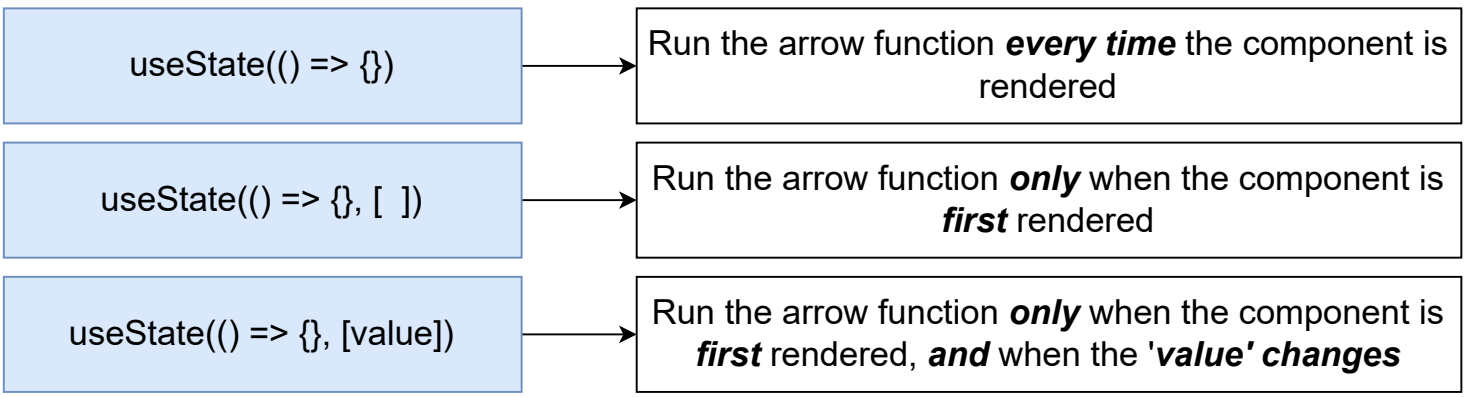 useState(() => {})
Run the arrow function every time the component is
rendered
useState(() => {}, [  ])
Run the arrow function only when the component is
first rendered
useState(() => {}, [value])
Run the arrow function only when the component is
first rendered, and when the 'value' changes